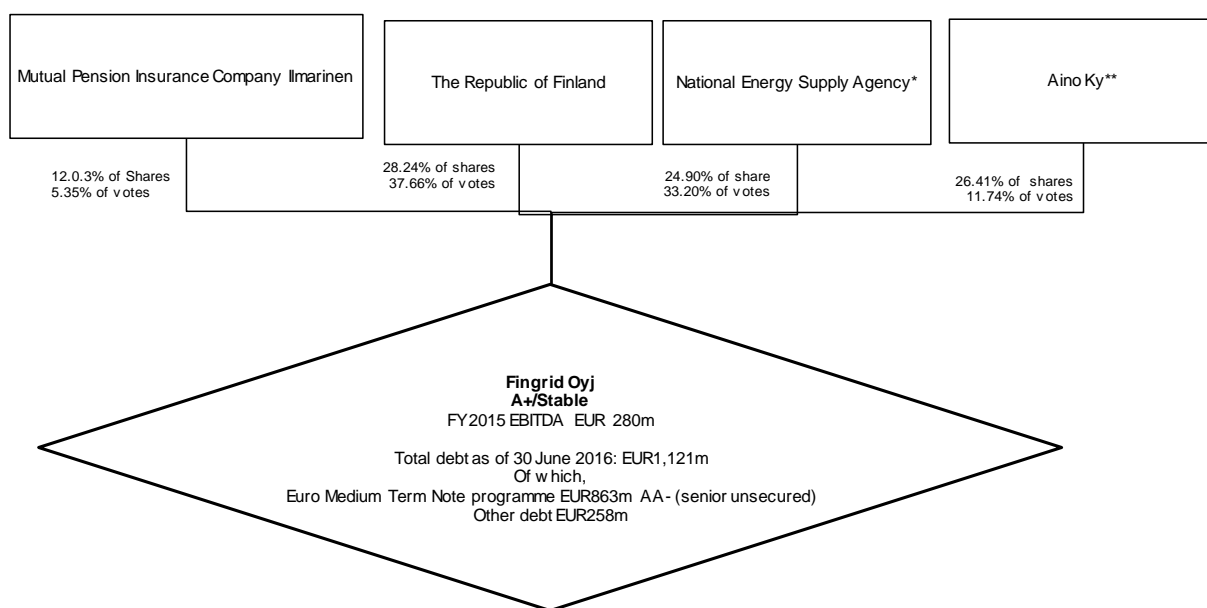 Mutual Pension Insurance Company Ilmarinen
The Republic of Finland
National Energy Supply Agency*
Aino Ky**
12.0.3% of Shares
5.35% of votes
28.24% of shares
37.66% of votes
24.90% of share
33.20% of votes
26.41% of shares
11.74% of votes
Fingrid Oyj
A+/Stable
FY2015 EBITDA EUR 280m
Total debt as of 30 June 2016: EUR1,121m
Of which,
Euro Medium Term Note programme EUR863m AA- (senior unsecured)
Other debt EUR258m